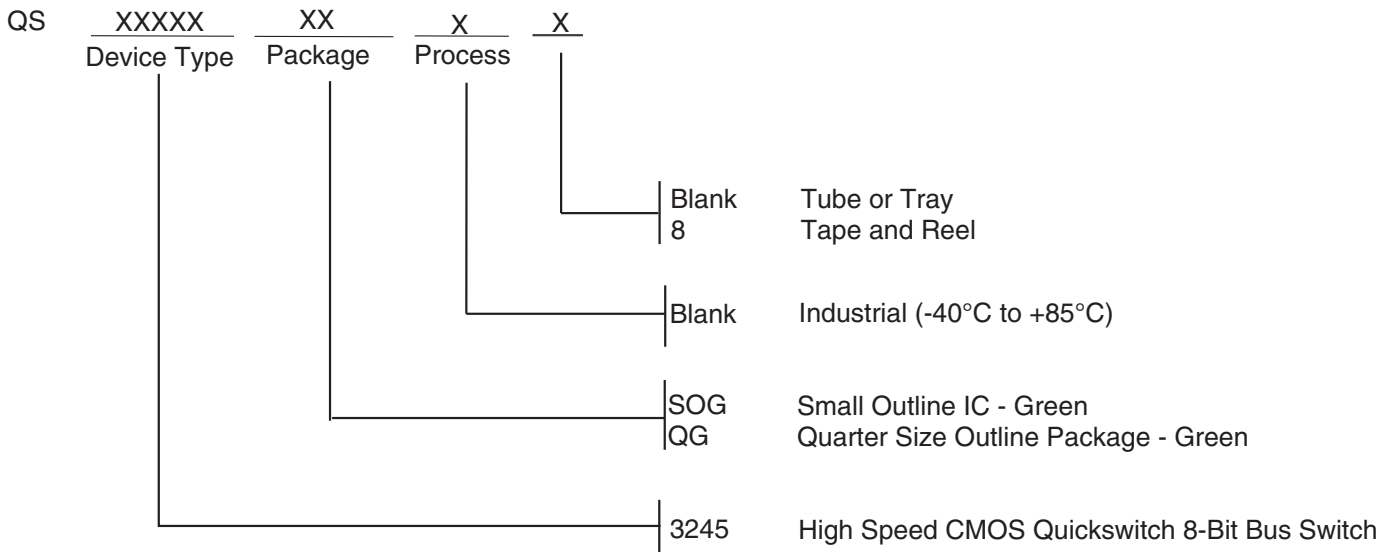 QS XXXXX XX X X
Device Type Package Process
Blank Tube or Tray
8 Tape and Reel
Blank Industrial (-40°C to +85°C)
SOG Small Outline IC - Green
QG Quarter Size Outline Package - Green
3245 High Speed CMOS Quickswitch 8-Bit Bus Switch